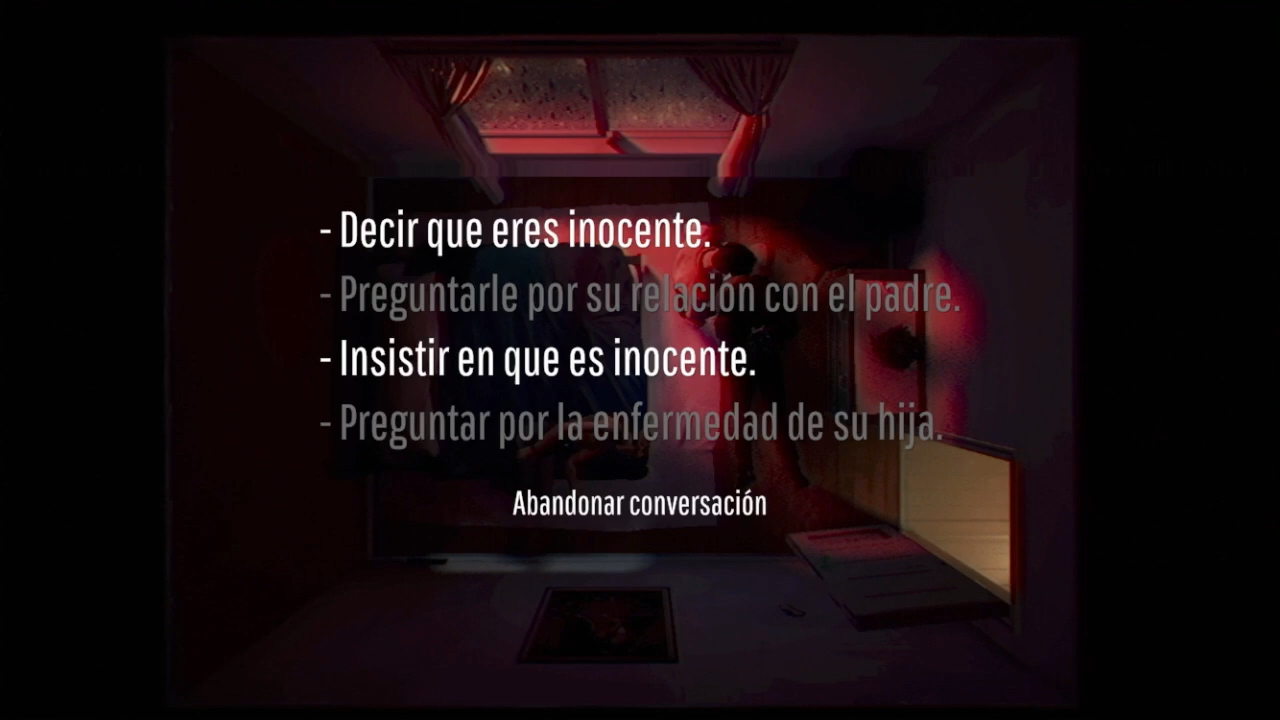 - Decir que eres inocente.
- Preguntarle por su relación con el padre.
- Insistir en que es inocente.
- Preguntar por la enfermedad de su hija.
Abandonar conversación